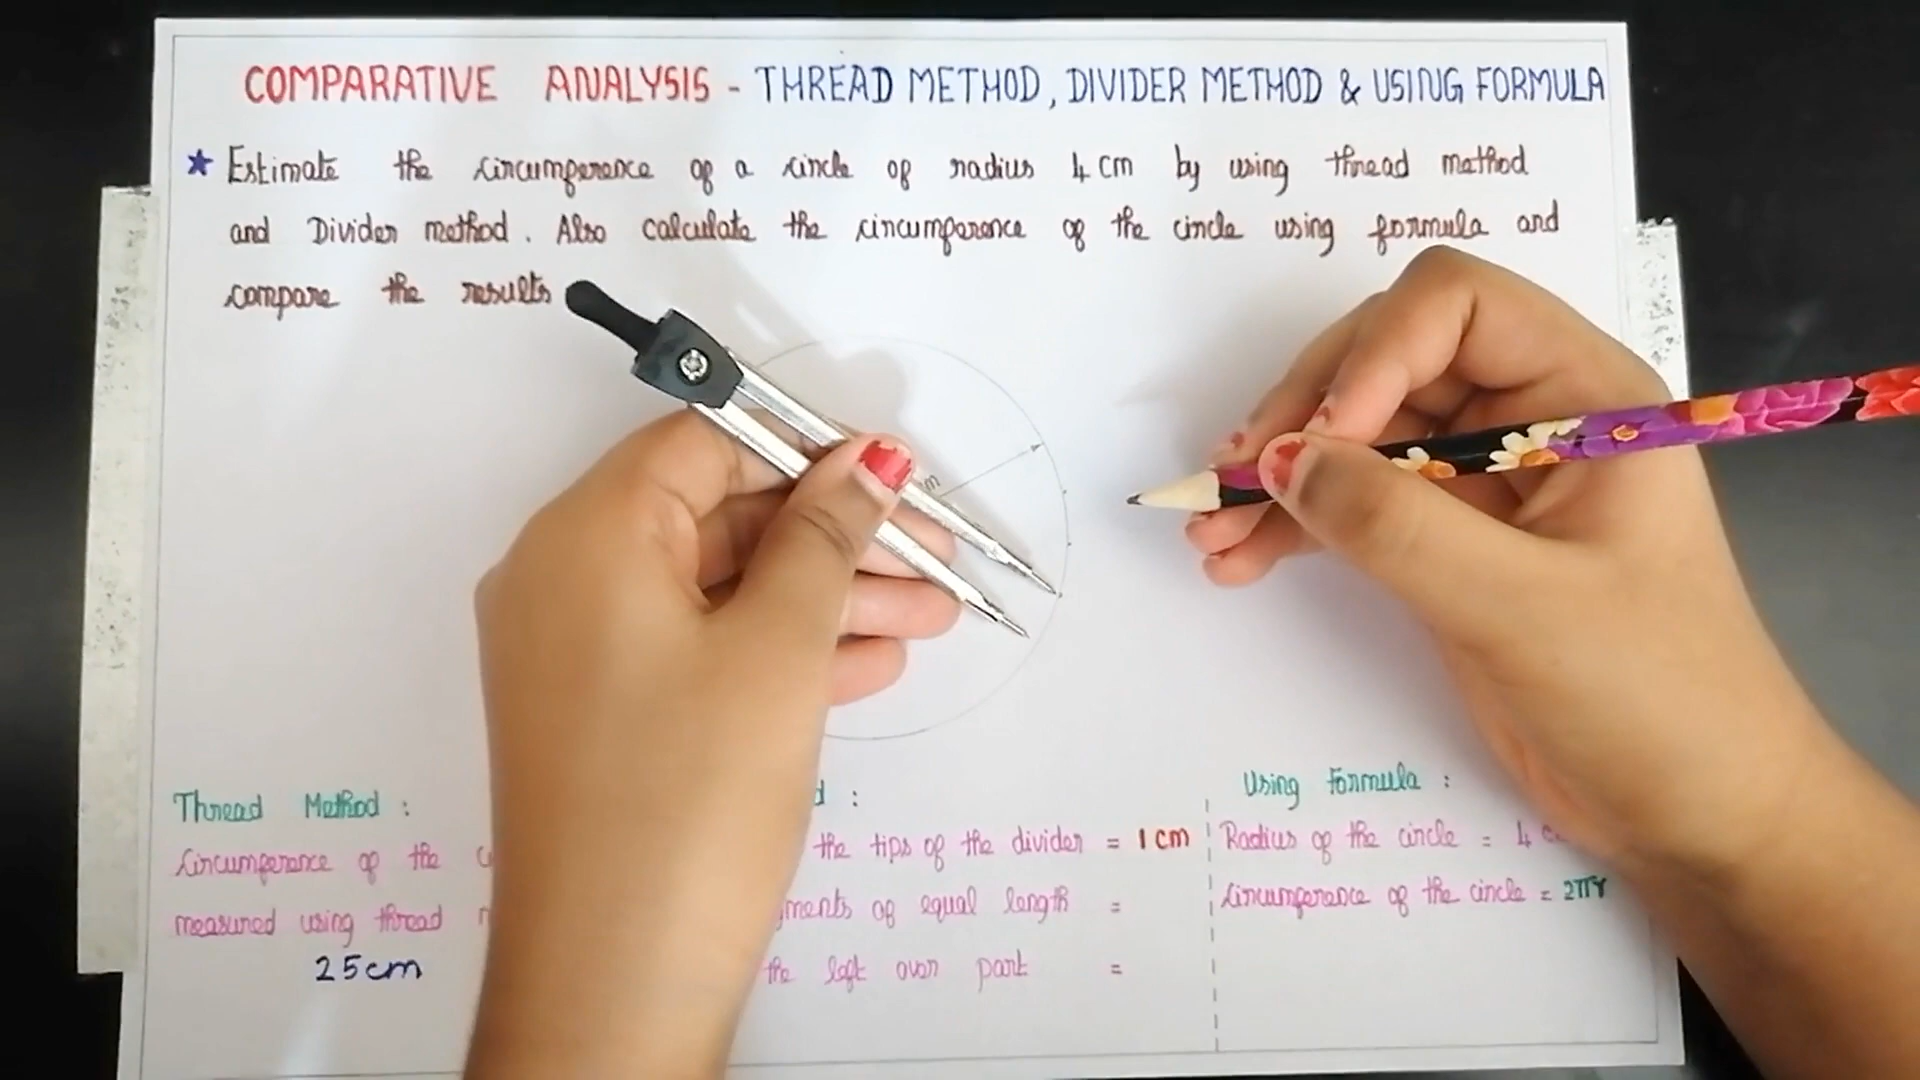 COMPARATIVE ANALYSIS - THREAD METHOD, DIVIDER METHOD & USING FORMULA
★ Estimate the circumference of a circle of radius 4 cm by using thread method
and Divider method. Also calculate the circumference of the circle using formula and
compare the results
m
Thread Method :
Circumference of the
measured using thread
25cm
:
the tips of the divider = 1 cm
of equal length =
the left over part =
Using Formula :
Radius of the circle = 4
Circumference of the circle = 2πr